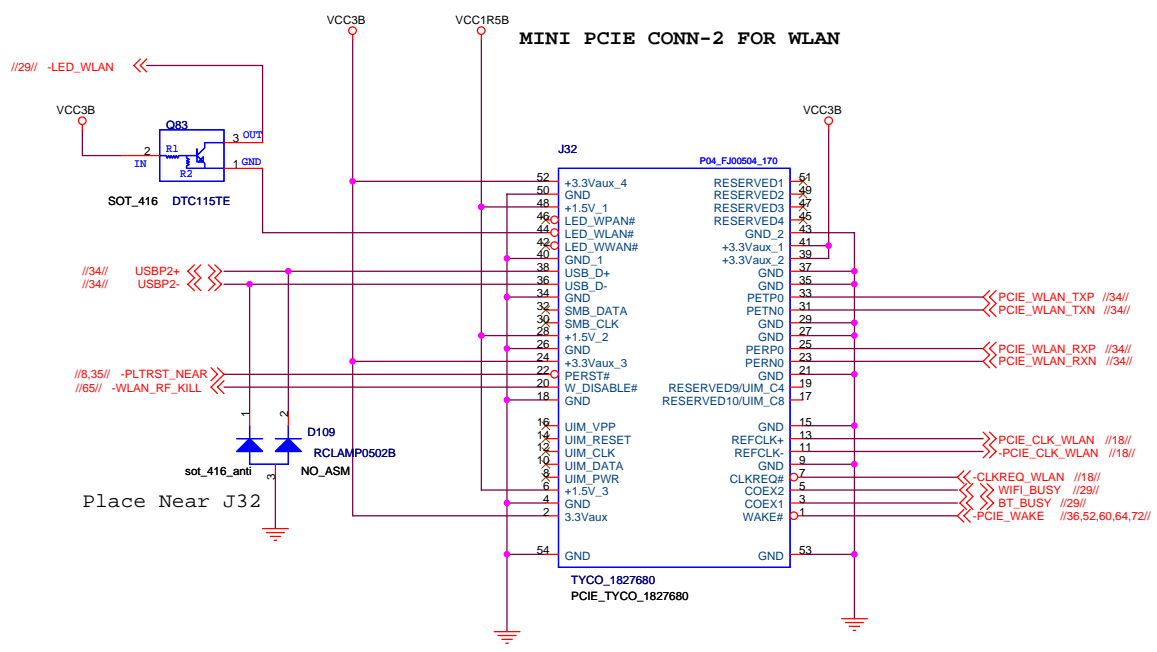 VCC3B
VCC1R5B
MINI PCIE CONN-2 FOR WLAN
//29// -LED_WLAN
VCC3B
VCC3B
Q83
3 OUT
2
IN
R1
R2
1 GND
SOT_416 DTC115TE
J32
P04_FJ00504_170
52 +3.3Vaux_4 RESERVED1 51
50 GND RESERVED2 49
48 +1.5V_1 RESERVED3 47
46 LED_WPAN# RESERVED4 45
44 LED_WLAN# GND_2 43
42 LED_WWAN# +3.3Vaux_1 41
40 GND_1 +3.3Vaux_2 39
//34// USBP2+ 38 USB_D+ GND 37
//34// USBP2- 36 USB_D- GND 35
34 GND PETP0 33 PCIE_WLAN_TXP //34//
32 SMB_DATA PETN0 31 PCIE_WLAN_TXN //34//
30 SMB_CLK GND 29
28 +1.5V_2 GND 27
26 GND PERP0 25 PCIE_WLAN_RXP //34//
24 +3.3Vaux_3 PERN0 23 PCIE_WLAN_RXN //34//
//8,35// -PLTRST_NEAR 22 PERST# GND 21
//65// -WLAN_RF_KILL 20 W_DISABLE# RESERVED9/UIM_C4 19
18 GND RESERVED10/UIM_C8 17
16 UIM_VPP GND 15
14 UIM_RESET REFCLK+ 13 PCIE_CLK_WLAN //18//
12 UIM_CLK REFCLK- 11 -PCIE_CLK_WLAN //18//
10 UIM_DATA GND 9
8 UIM_PWR CLKREQ# 7 -CLKREQ_WLAN //18//
6 +1.5V_3 COEX2 5 WIFI_BUSY //29//
4 GND COEX1 3 BT_BUSY //29//
2 3.3Vaux WAKE# 1 -PCIE_WAKE //36,52,60,64,72//
54 GND GND 53
1
2
D109
RCLAMP0502B
sot_416_anti
3
NO_ASM
Place Near J32
TYCO_1827680
PCIE_TYCO_1827680